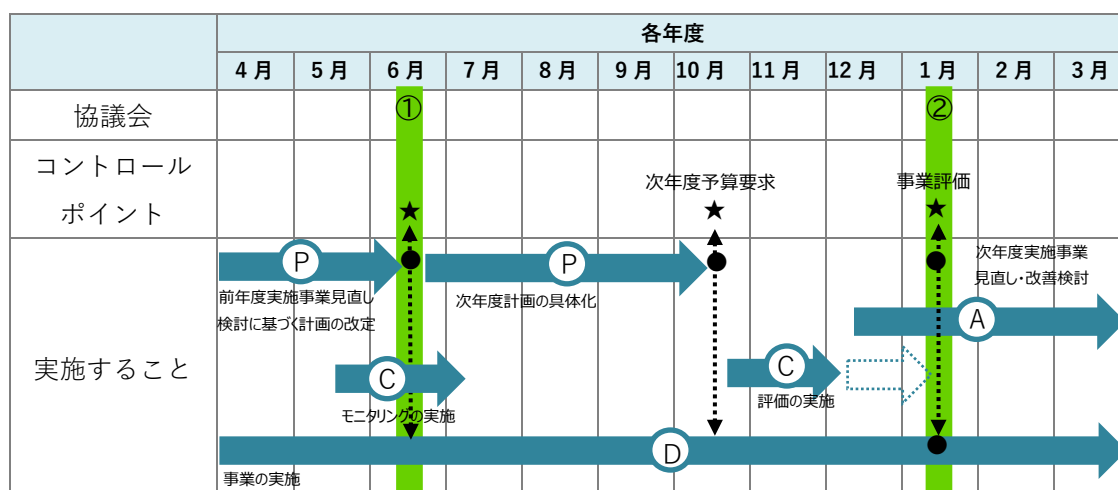 各年度
4月 5月 6月 7月 8月 9月 10月 11月 12月 1月 2月 3月
協議会
① ②
コントロール
ポイント
次年度予算要求
事業評価
★ ★ ★
実施すること
P
前年度実施事業見直し
検討に基づく計画の改定
P
次年度計画の具体化
次年度実施事業
見直し・改善検討
A
C
モニタリングの実施
C
評価の実施
D
事業の実施